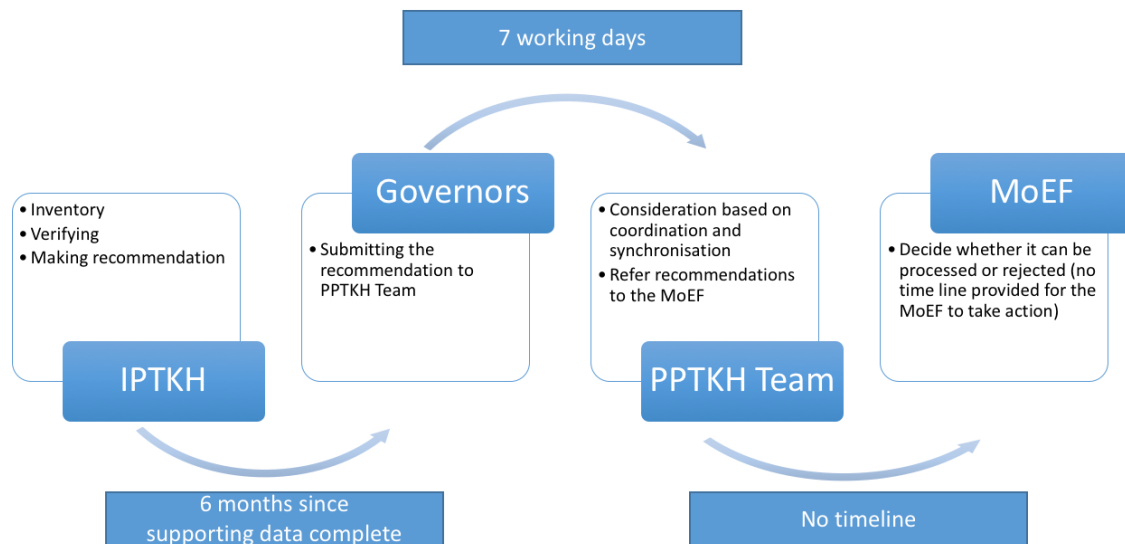 7 working days
• Inventory
• Verifying
• Making recommendation
IPTKH
6 months since
supporting data complete
Governors
• Submitting the
recommendation to
PPTKH Team
• Consideration based on
coordination and
synchronisation
• Refer recommendations
to the MoEF
PPTKH Team
No timeline
MoEF
• Decide whether it can be
processed or rejected (no
time line provided for the
MoEF to take action)